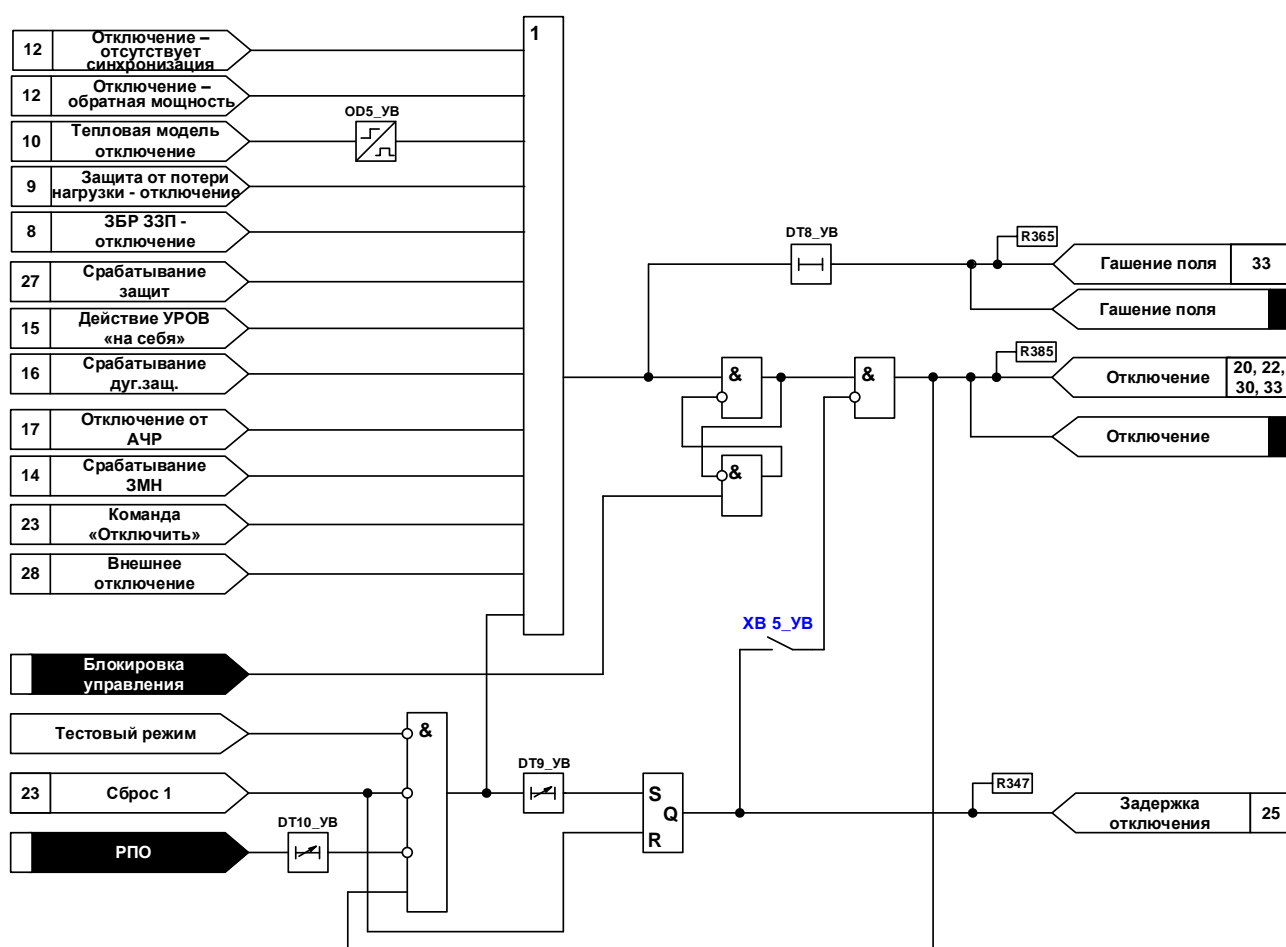 12
Отключение –
отсутствует
синхронизация
1
12
Отключение –
обратная мощность
OD5_УВ
10
Тепловая модель
отключение
9
Защита от потери
нагрузки - отключение
8
ЗБР ЗЗП -
отключение
DT8_УВ
R365
Гашение поля
33
27
Срабатывание
защит
Гашение поля
15
Действие УРОВ
«на себя»
R385
16
Срабатывание
дуг.защ.
&
&
Отключение
20, 22,
30, 33
17
Отключение от
АЧР
Отключение
14
Срабатывание
ЗМН
&
23
Команда
«Отключить»
28
Внешнее
отключение
XB 5_УВ
Блокировка
управления
Тестовый режим
&
DT9_УВ
R347
23
Сброс 1
S
Q
R
Задержка
отключения
25
DT10_УВ
РПО